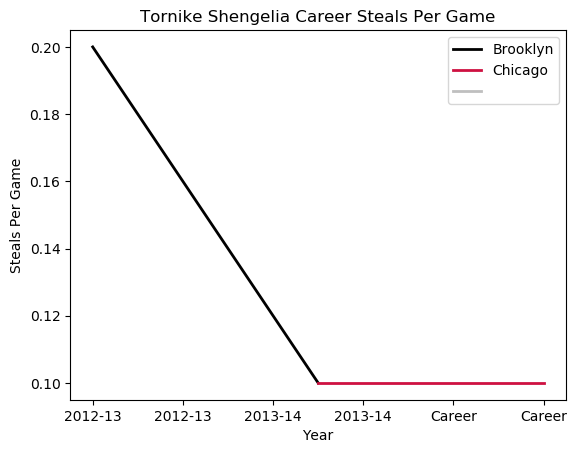 Tornike Shengelia Career Steals Per Game
Brooklyn
Chicago
Steals Per Game
0.20
0.18
0.16
0.14
0.12
0.10
2012-13 2012-13 2013-14 2013-14 Career Career
Year